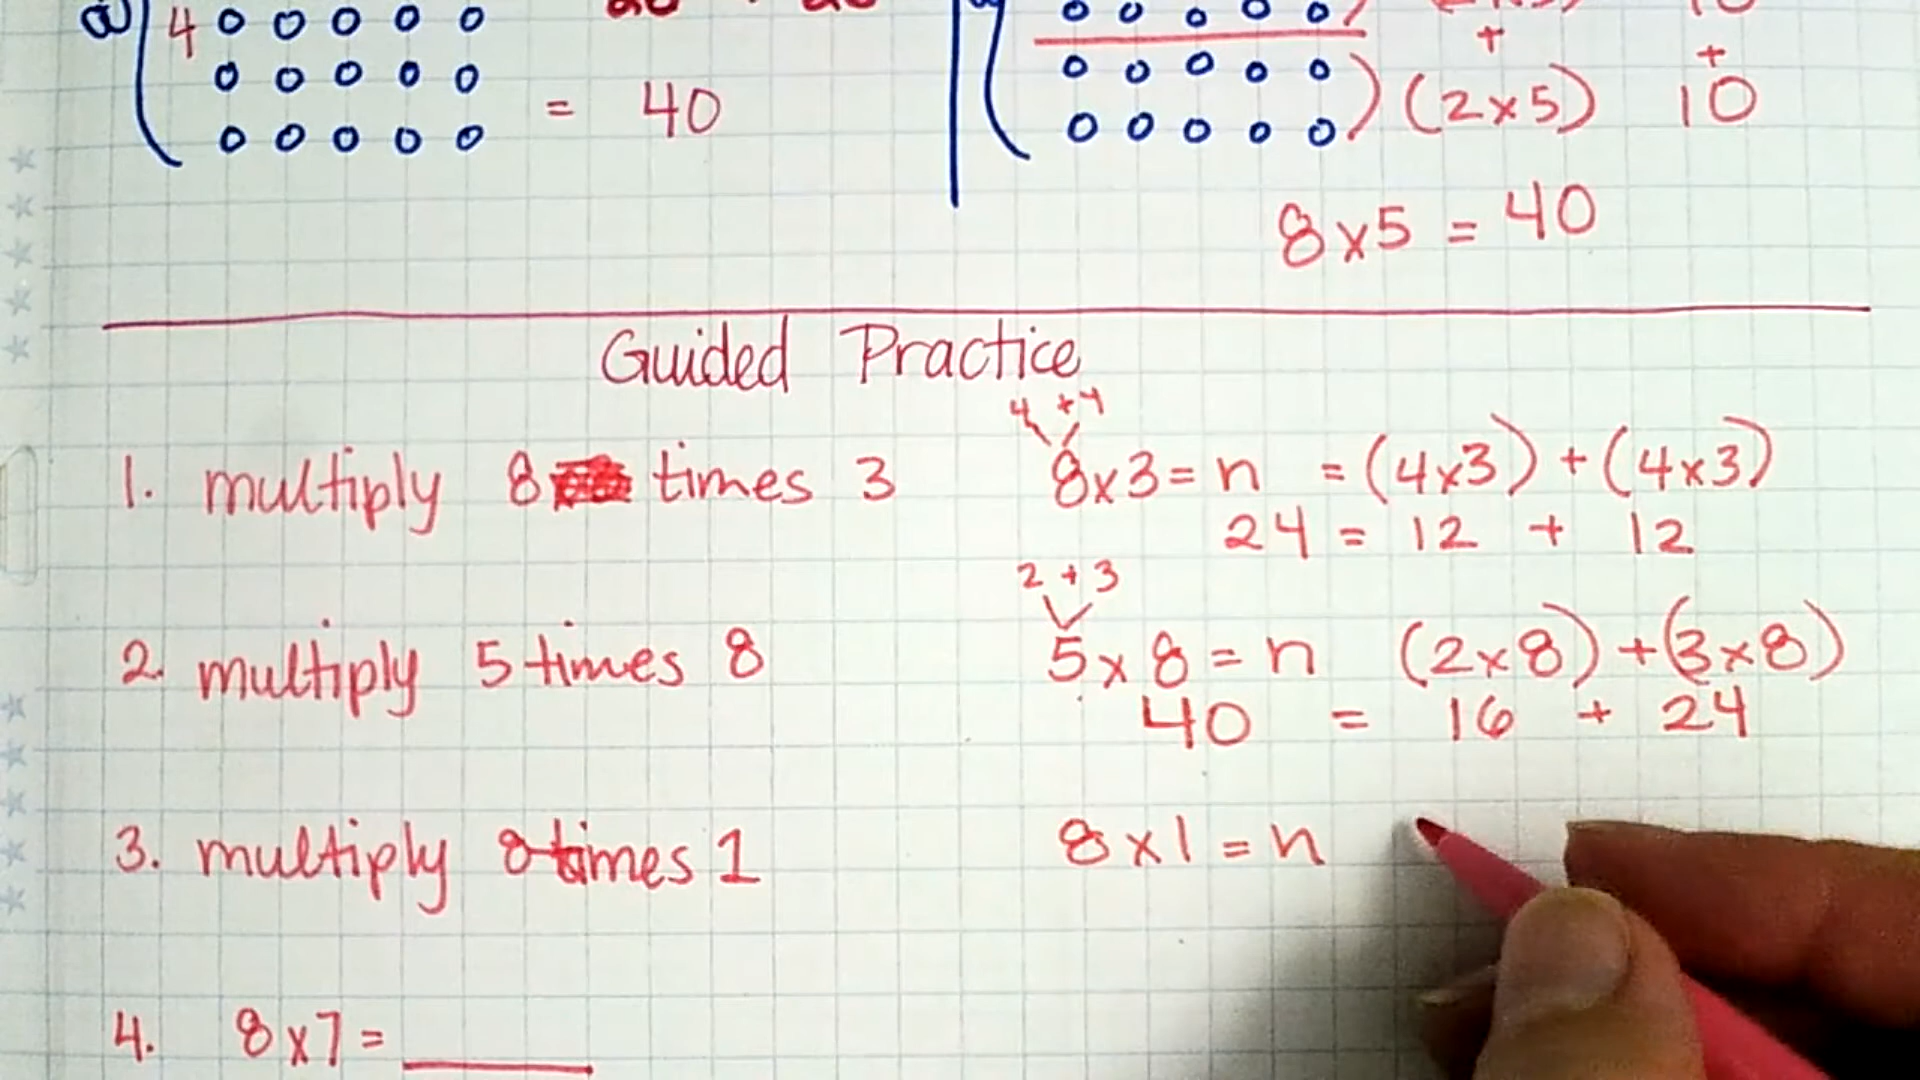 4
= 40
+ +
(2x5) 10
8x5 = 40
Guided Practice
4 + 4
1. multiply 8 times 3 8x3 = n = (4x3) + (4x3)
24 = 12 + 12
2 + 3
2. multiply 5 times 8 5x8 = n (2x8) + (3x8)
40 = 16 + 24
3. multiply 8 times 1 8x1 = n
4. 8x7 =